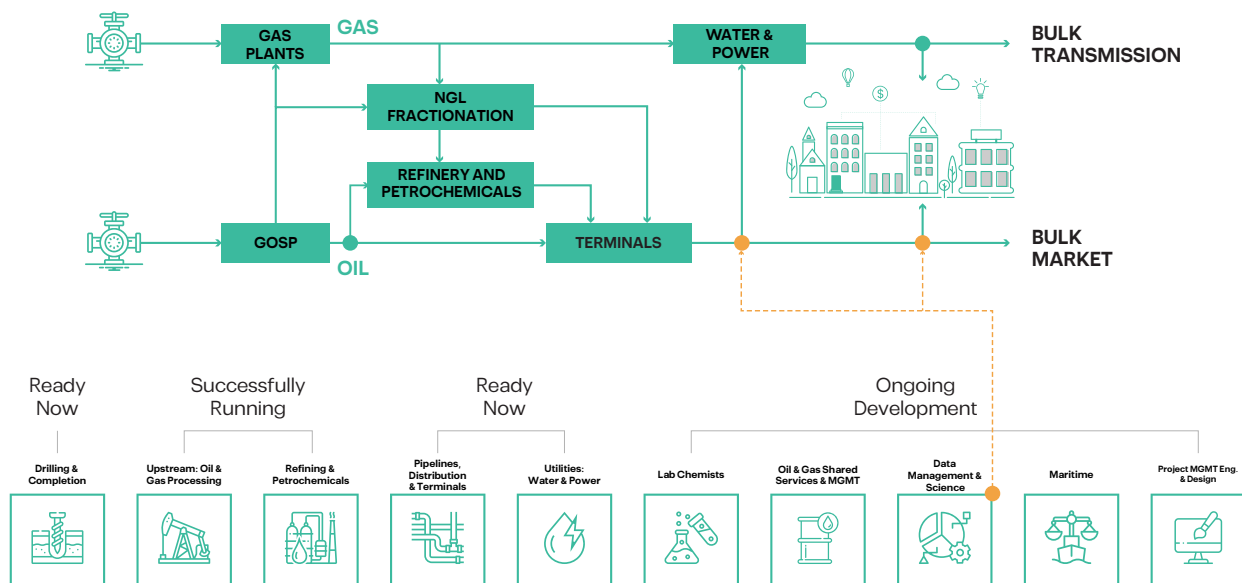 GAS
PLANTS
GAS
WATER &
POWER
BULK
TRANSMISSION
NGL
FRACTIONATION
$
REFINERY AND
PETROCHEMICALS
GOSP
OIL
TERMINALS
BULK
MARKET
Ready
Now
Successfully
Running
Ready
Now
Ongoing
Development
Drilling &
Completion
Upstream: Oil &
Gas Processing
Refining &
Petrochemicals
Pipelines,
Distribution
& Terminals
Utilities:
Water & Power
Lab Chemists
Oil & Gas Shared
Services & MGMT
Data
Management &
Science
Maritime
Project MGMT Eng.
& Design